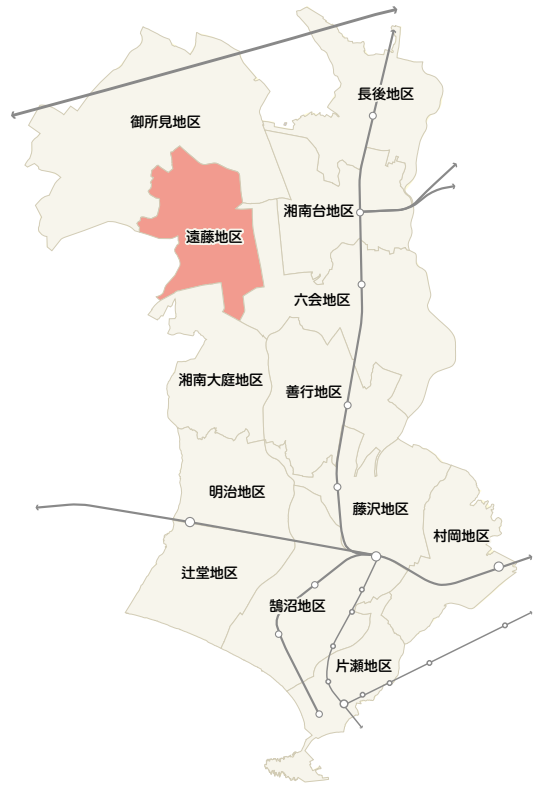 長後地区
御所見地区
湘南台地区
遠藤地区
六会地区
湘南大庭地区
善行地区
明治地区
藤沢地区
村岡地区
辻堂地区
鵠沼地区
片瀬地区